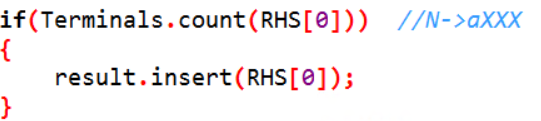 if(Terminals.count(RHS[0]))  //N->aXXX
{
    result.insert(RHS[0]);
}